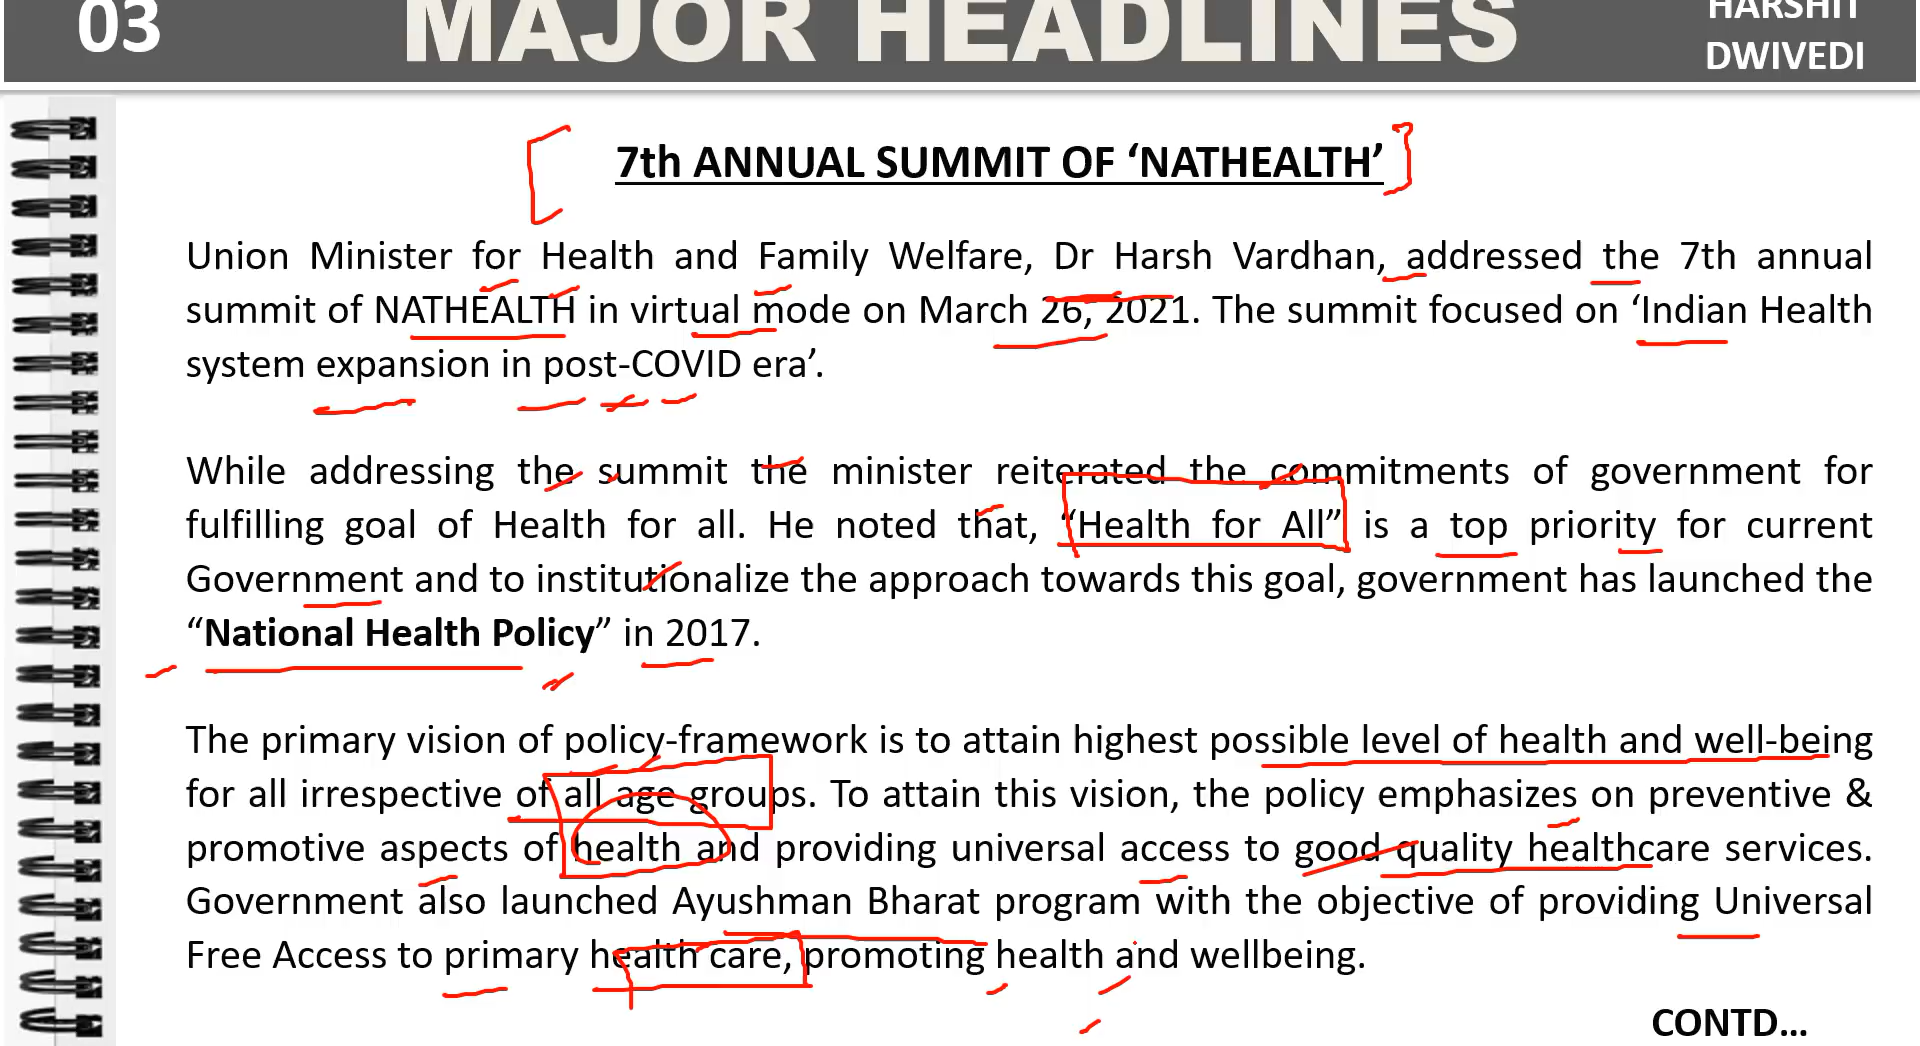 03
MAJOR HEADLINES
HARSHIT
DWIVEDI
7th ANNUAL SUMMIT OF ‘NATHEALTH’
Union Minister for Health and Family Welfare, Dr Harsh Vardhan, addressed the 7th annual
summit of NATHEALTH in virtual mode on March 26, 2021. The summit focused on ‘Indian Health
system expansion in post-COVID era’.
While addressing the summit the minister reiterated the commitments of government for
fulfilling goal of Health for all. He noted that, “Health for All” is a top priority for current
Government and to institutionalize the approach towards this goal, government has launched the
“National Health Policy” in 2017.
The primary vision of policy-framework is to attain highest possible level of health and well-being
for all irrespective of all age groups. To attain this vision, the policy emphasizes on preventive &
promotive aspects of health and providing universal access to good quality healthcare services.
Government also launched Ayushman Bharat program with the objective of providing Universal
Free Access to primary health care, promoting health and wellbeing.
CONTD...